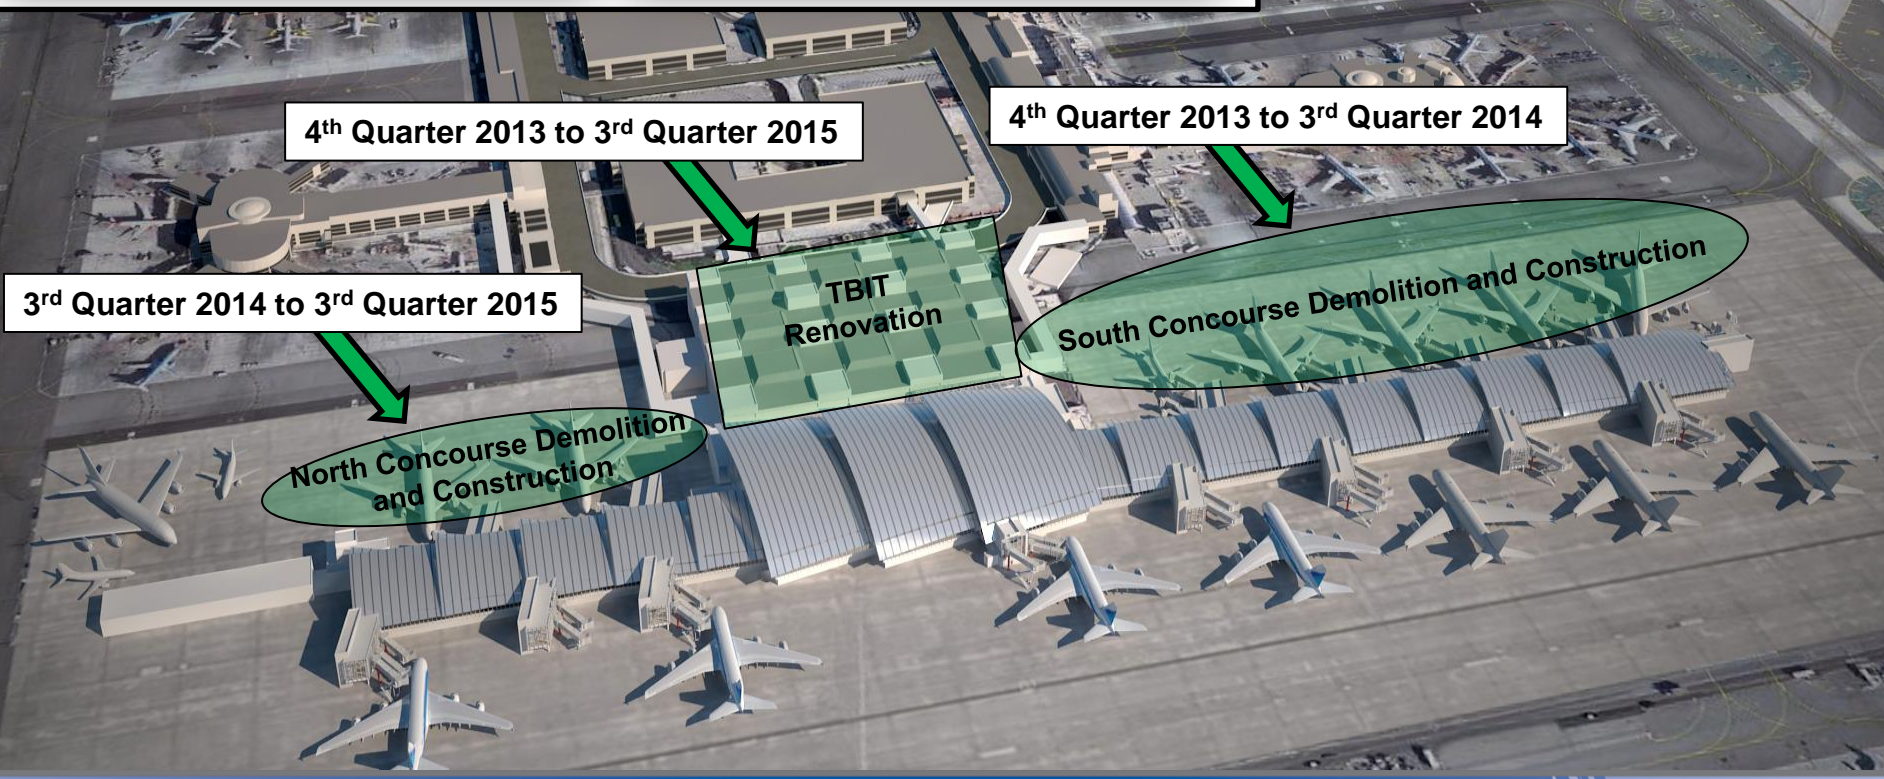 4th Quarter 2013 to 3rd Quarter 2015
4th Quarter 2013 to 3rd Quarter 2014
3rd Quarter 2014 to 3rd Quarter 2015
TBIT
Renovation
South Concourse Demolition and Construction
North Concourse Demolition
and Construction